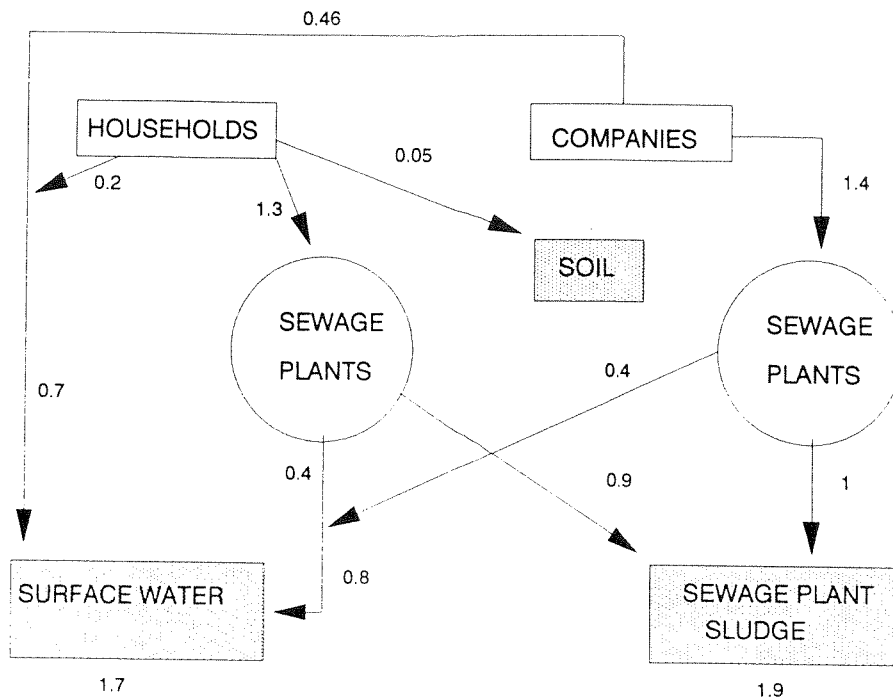 0.46
HOUSEHOLDS
COMPANIES
0.05
0.2
1.3
1.4
SOIL
SEWAGE
PLANTS
SEWAGE
PLANTS
0.7
0.4
0.4
0.9
1
SURFACE WATER
0.8
SEWAGE PLANT
SLUDGE
1.7
1.9